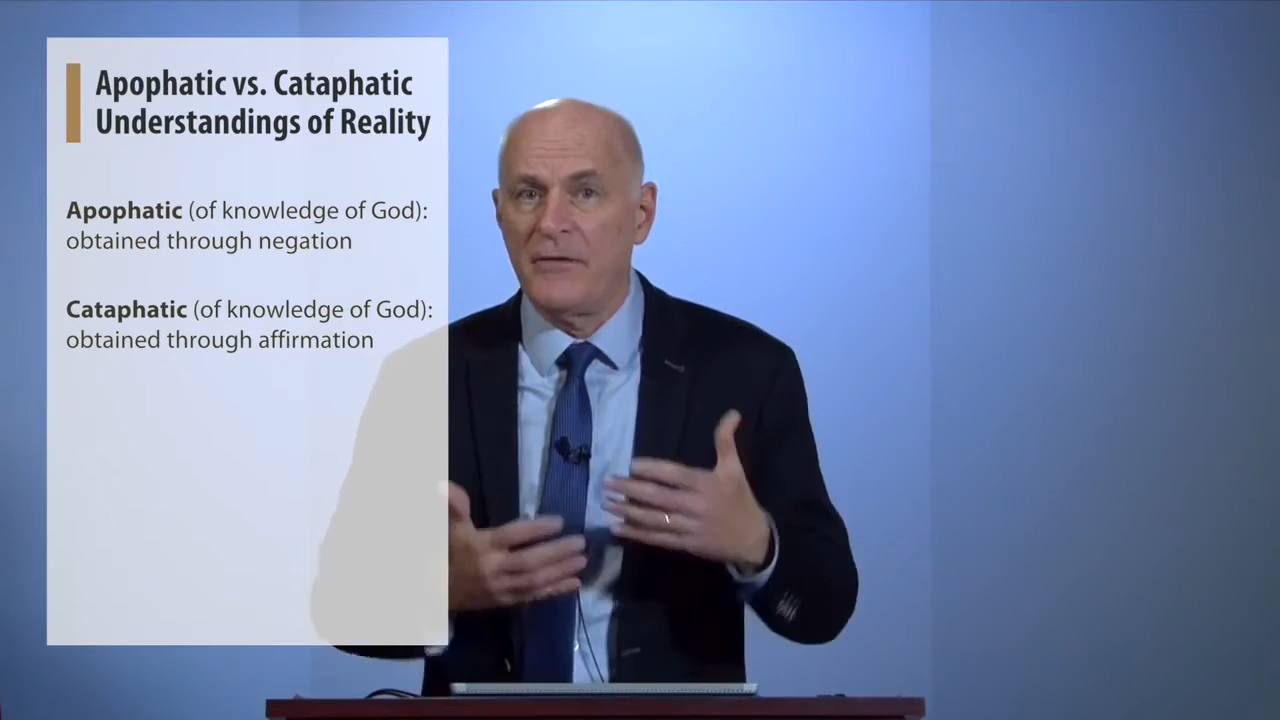 Apophatic vs. Cataphatic
Understandings of Reality
Apophatic (of knowledge of God):
obtained through negation
Cataphatic (of knowledge of God):
obtained through affirmation